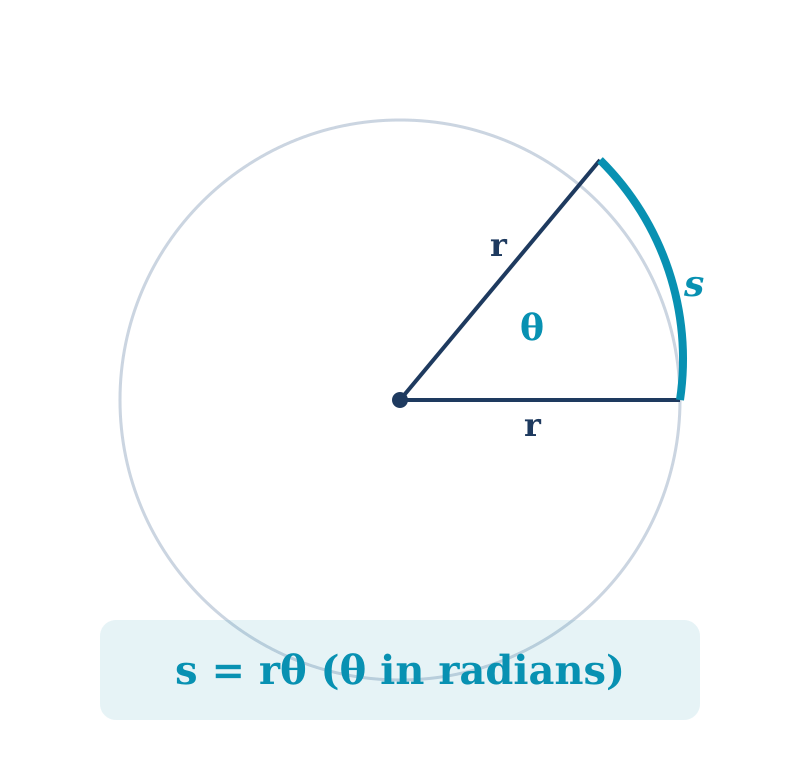 r
s
θ
r
s = rθ (θ in radians)